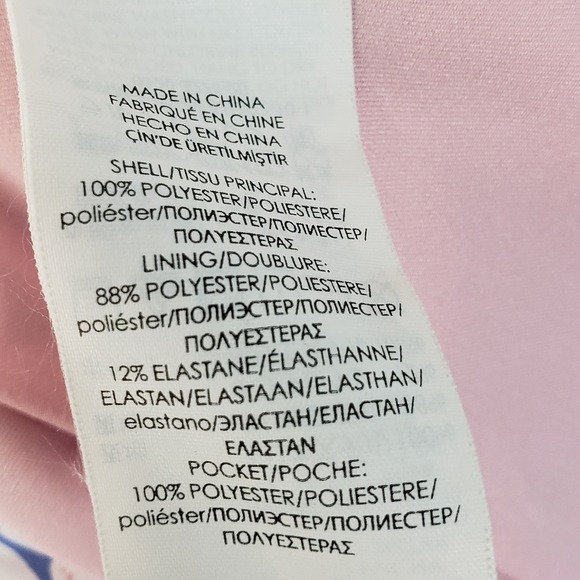 MADE IN CHINA
FABRIQUÉ EN CHINE
HECHO EN CHINA
ÇİN'DE ÜRETİLMİŞTİR
SHELL/TISSU PRINCIPAL:
100% POLYESTER/POLIESTERE/
poliéster/ПОЛИЭСТЕР/ПОЛИЕСТЕР/
ΠΟΛΥΕΣΤΕΡΑΣ
LINING/DOUBLURE:
88% POLYESTER/POLIESTERE/
poliéster/ПОЛИЭСТЕР/ПОЛИЕСТЕР/
ΠΟΛΥΕΣΤΕΡΑΣ
12% ELASTANE/ÉLASTHANNE/
ELASTAN/ELASTAAN/ELASTHAN/
elastano/ЭЛАСТАН/ЕЛАСТАН/
ΕΛΑΣΤΑΝ
POCKET/POCHE:
100% POLYESTER/POLIESTERE/
poliéster/ПОЛИЭСТЕР/ПОЛИЕСТЕР/
ΠΟΛΥΕΣΤΕΡΑΣ